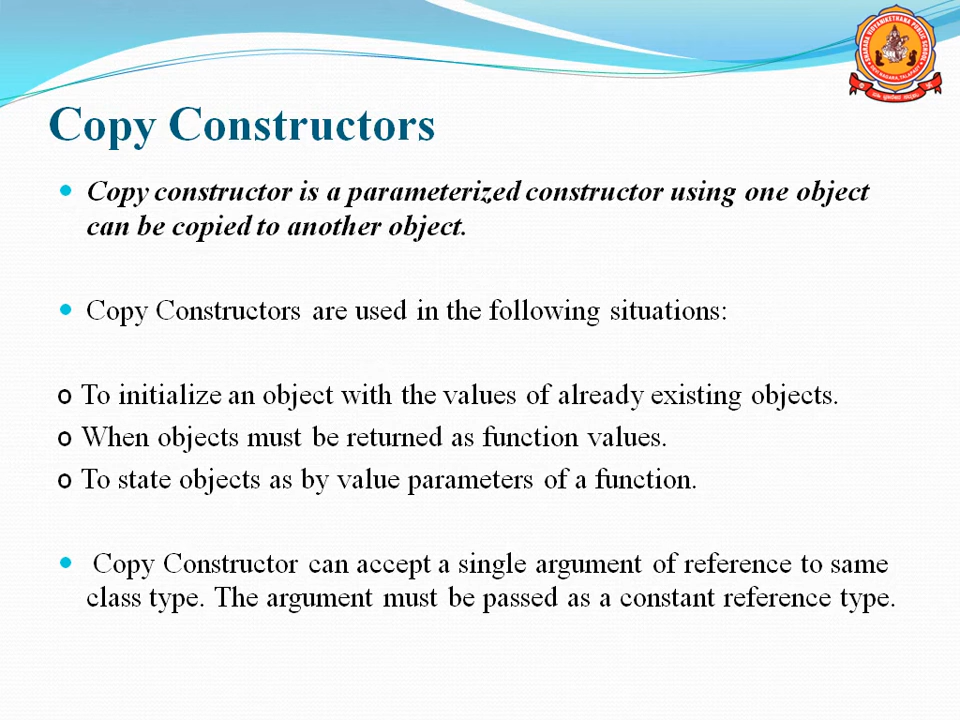 Copy Constructors
Copy constructor is a parameterized constructor using one object
can be copied to another object.
Copy Constructors are used in the following situations:
o To initialize an object with the values of already existing objects.
o When objects must be returned as function values.
o To state objects as by value parameters of a function.
Copy Constructor can accept a single argument of reference to same
class type. The argument must be passed as a constant reference type.